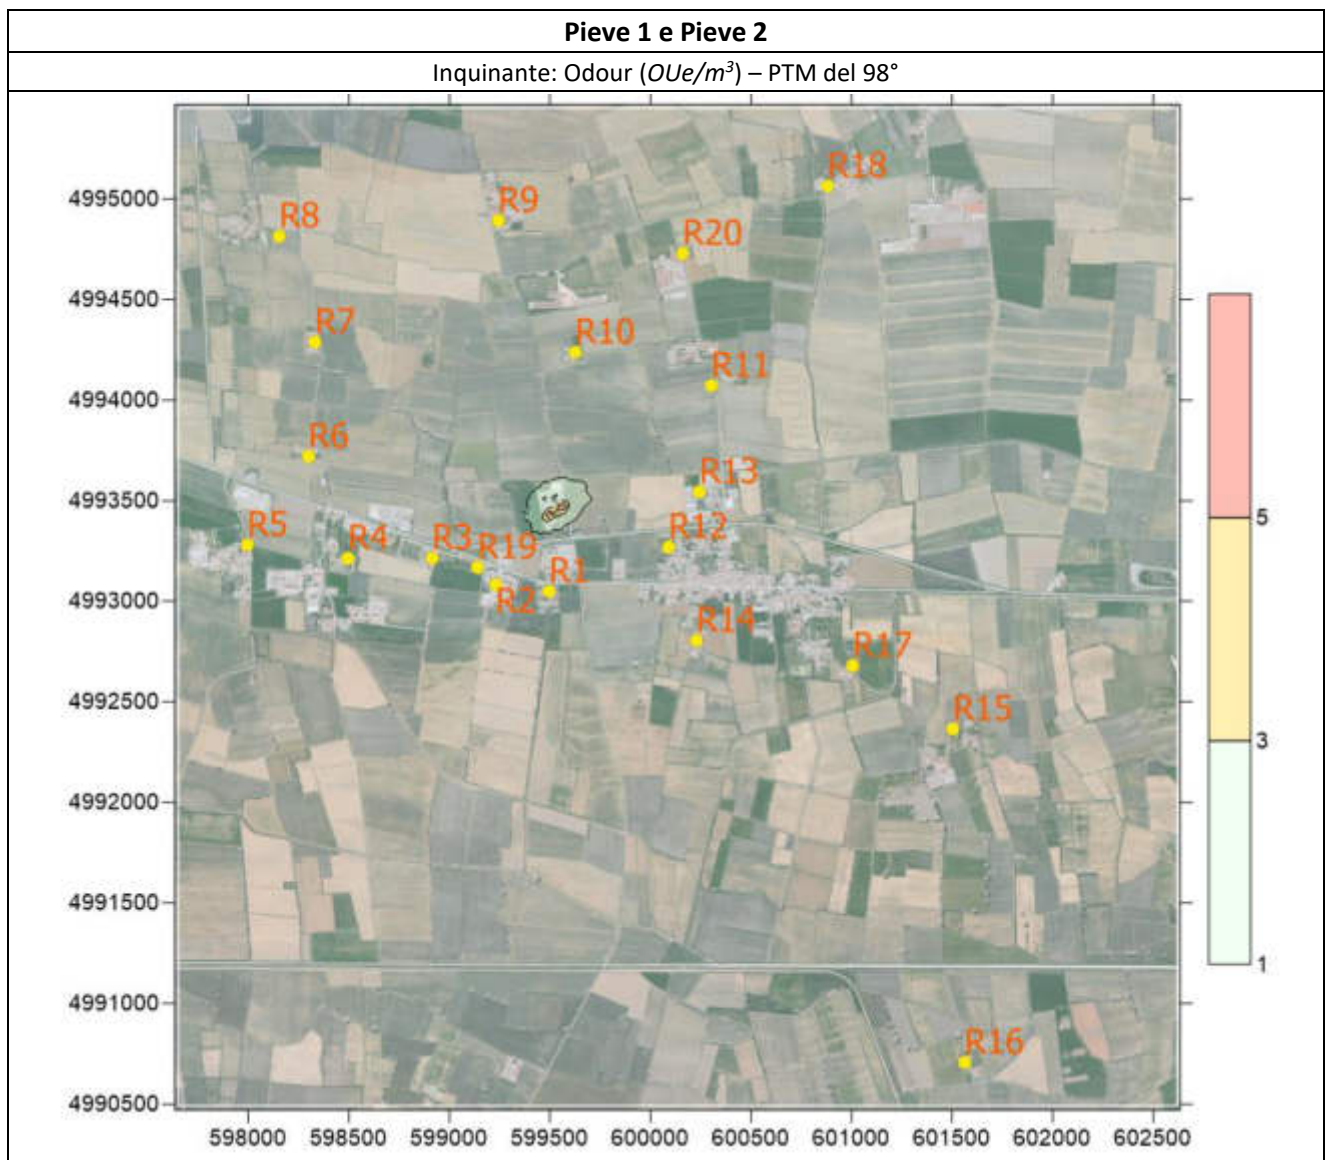 Pieve 1 e Pieve 2
Inquinante: Odour (OUe/m³) – PTM del 98°
R18
4995000
R9
R8
R20
4994500
R7
R10
R11
4994000
R6
R13
4993500
R5
R4
R3
R19
R12
5
R1
4993000
R2
R14
R17
4992500
R15
3
4992000
4991500
1
4991000
R16
4990500
598000 598500 599000 599500 600000 600500 601000 601500 602000 602500